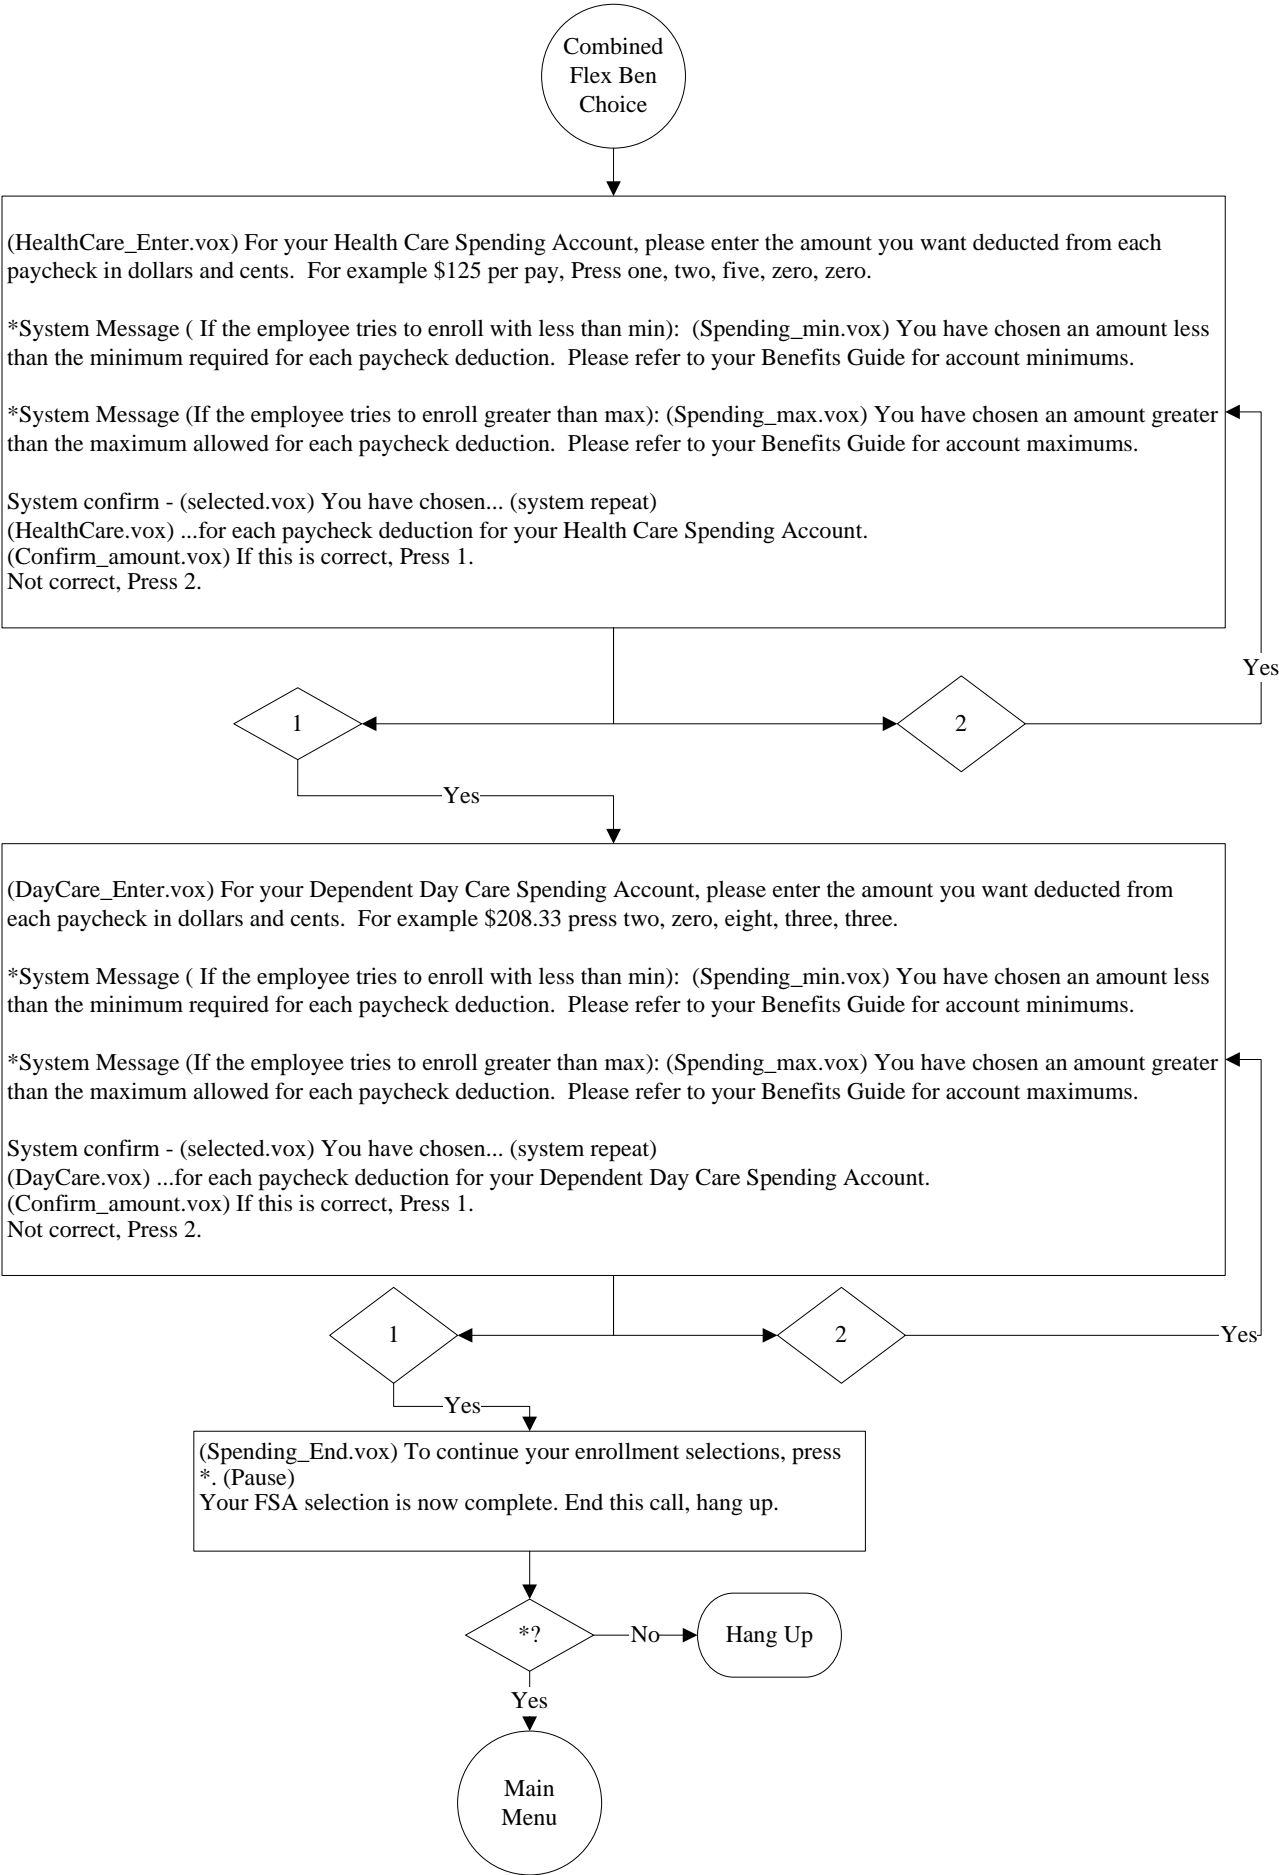 Combined
Flex Ben
Choice
(HealthCare_Enter.vox) For your Health Care Spending Account, please enter the amount you want deducted from each
paycheck in dollars and cents.  For example $125 per pay, Press one, two, five, zero, zero.
*System Message ( If the employee tries to enroll with less than min):  (Spending_min.vox) You have chosen an amount less
than the minimum required for each paycheck deduction.  Please refer to your Benefits Guide for account minimums.
*System Message (If the employee tries to enroll greater than max): (Spending_max.vox) You have chosen an amount greater
than the maximum allowed for each paycheck deduction.  Please refer to your Benefits Guide for account maximums.
System confirm - (selected.vox) You have chosen... (system repeat)
(HealthCare.vox) ...for each paycheck deduction for your Health Care Spending Account.
(Confirm_amount.vox) If this is correct, Press 1.
Not correct, Press 2.
Yes
1
2
Yes
(DayCare_Enter.vox) For your Dependent Day Care Spending Account, please enter the amount you want deducted from
each paycheck in dollars and cents.  For example $208.33 press two, zero, eight, three, three.
*System Message ( If the employee tries to enroll with less than min):  (Spending_min.vox) You have chosen an amount less
than the minimum required for each paycheck deduction.  Please refer to your Benefits Guide for account minimums.
*System Message (If the employee tries to enroll greater than max): (Spending_max.vox) You have chosen an amount greater
than the maximum allowed for each paycheck deduction.  Please refer to your Benefits Guide for account maximums.
System confirm - (selected.vox) You have chosen... (system repeat)
(DayCare.vox) ...for each paycheck deduction for your Dependent Day Care Spending Account.
(Confirm_amount.vox) If this is correct, Press 1.
Not correct, Press 2.
1
2
Yes
Yes
(Spending_End.vox) To continue your enrollment selections, press
*. (Pause)
Your FSA selection is now complete. End this call, hang up.
*?
No
Hang Up
Yes
Main
Menu